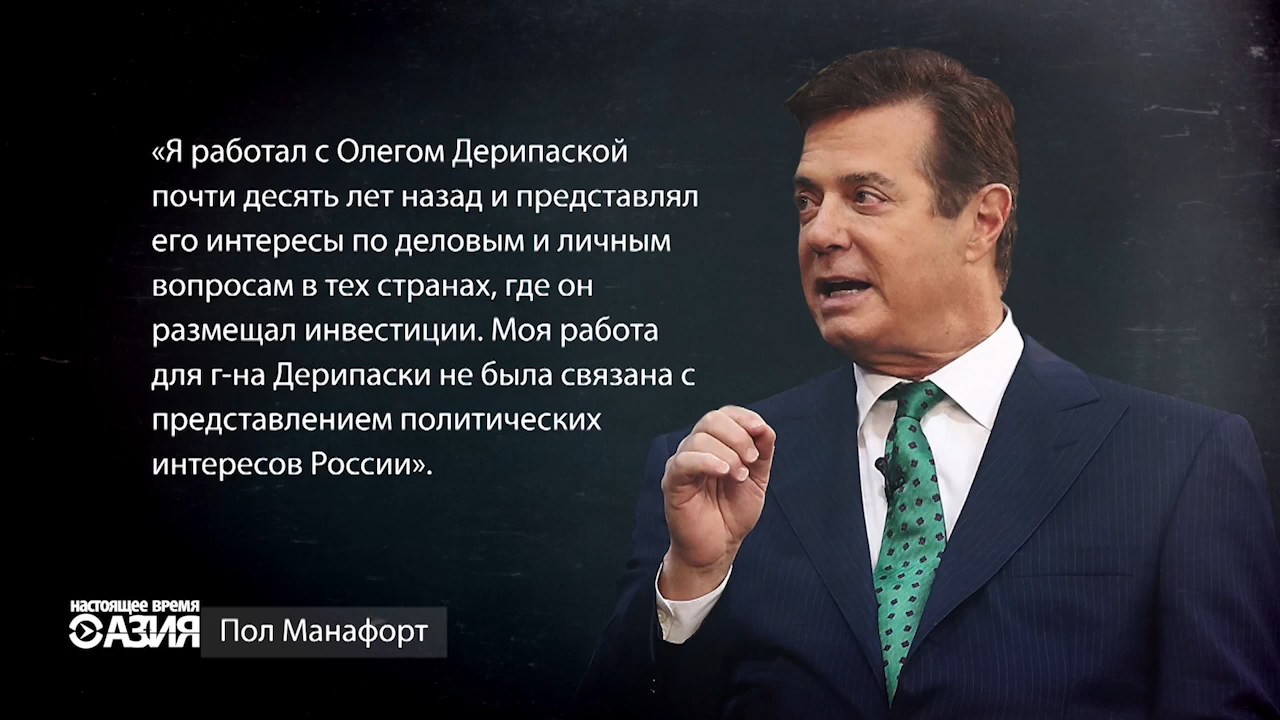 «Я работал с Олегом Дерипаской
почти десять лет назад и представлял
его интересы по деловым и личным
вопросам в тех странах, где он
размещал инвестиции. Моя работа
для г-на Дерипаски не была связана с
представлением политических
интересов России».
НАСТОЯЩЕЕ ВРЕМЯ
АЗИЯ
Пол Манафорт